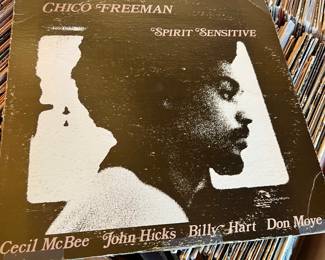 CHICO FREEMAN
SPIRIT SENSITIVE
Cecil McBee John Hicks Billy Hart Don Moye